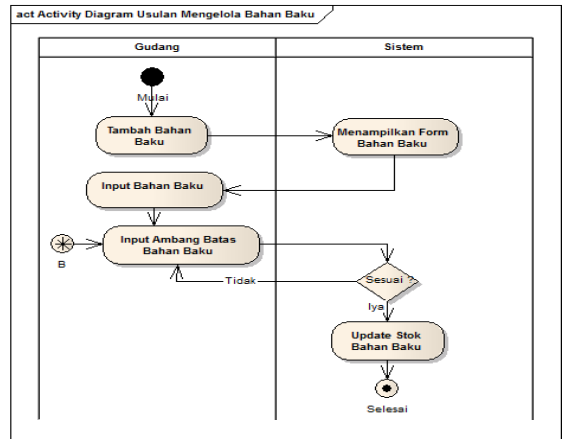 act Activity Diagram Usulan Mengelola Bahan Baku
Gudang
Sistem
Mulai
Tambah Bahan
Baku
Menampilkan Form
Bahan Baku
Input Bahan Baku
Input Ambang Batas
Bahan Baku
B
Sesuai ?
Tidak
Iya
Update Stok
Bahan Baku
Selesai